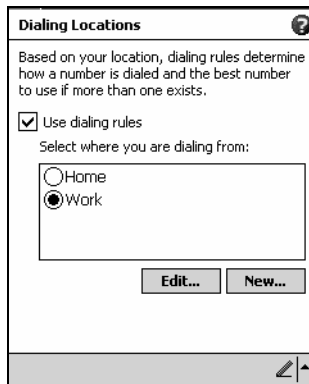 Dialing Locations
Based on your location, dialing rules determine
how a number is dialed and the best number
to use if more than one exists.
Use dialing rules
Select where you are dialing from:
Home
Work
Edit... New...